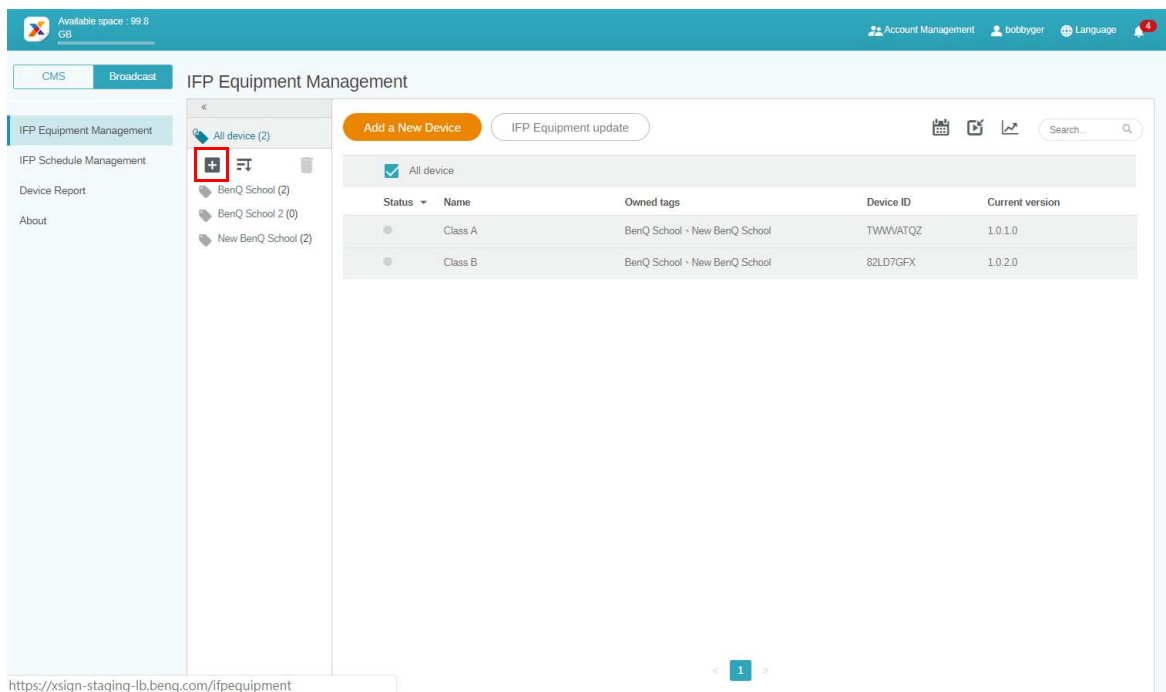 Available space : 99.8
GB
Account Management
bobbyger
Language
4
CMS
Broadcast
IFP Equipment Management
«
IFP Equipment Management
IFP Schedule Management
Device Report
About
All device (2)
BenQ School (2)
BenQ School 2 (0)
New BenQ School (2)
Add a New Device
IFP Equipment update
Search...
All device
Status Name Owned tags Device ID Current version
Class A BenQ School、New BenQ School TWWVATQZ 1.0.1.0
Class B BenQ School、New BenQ School 82LD7GFX 1.0.2.0
< 1 >
https://xsign-staging-lb.benq.com/ifpequipment